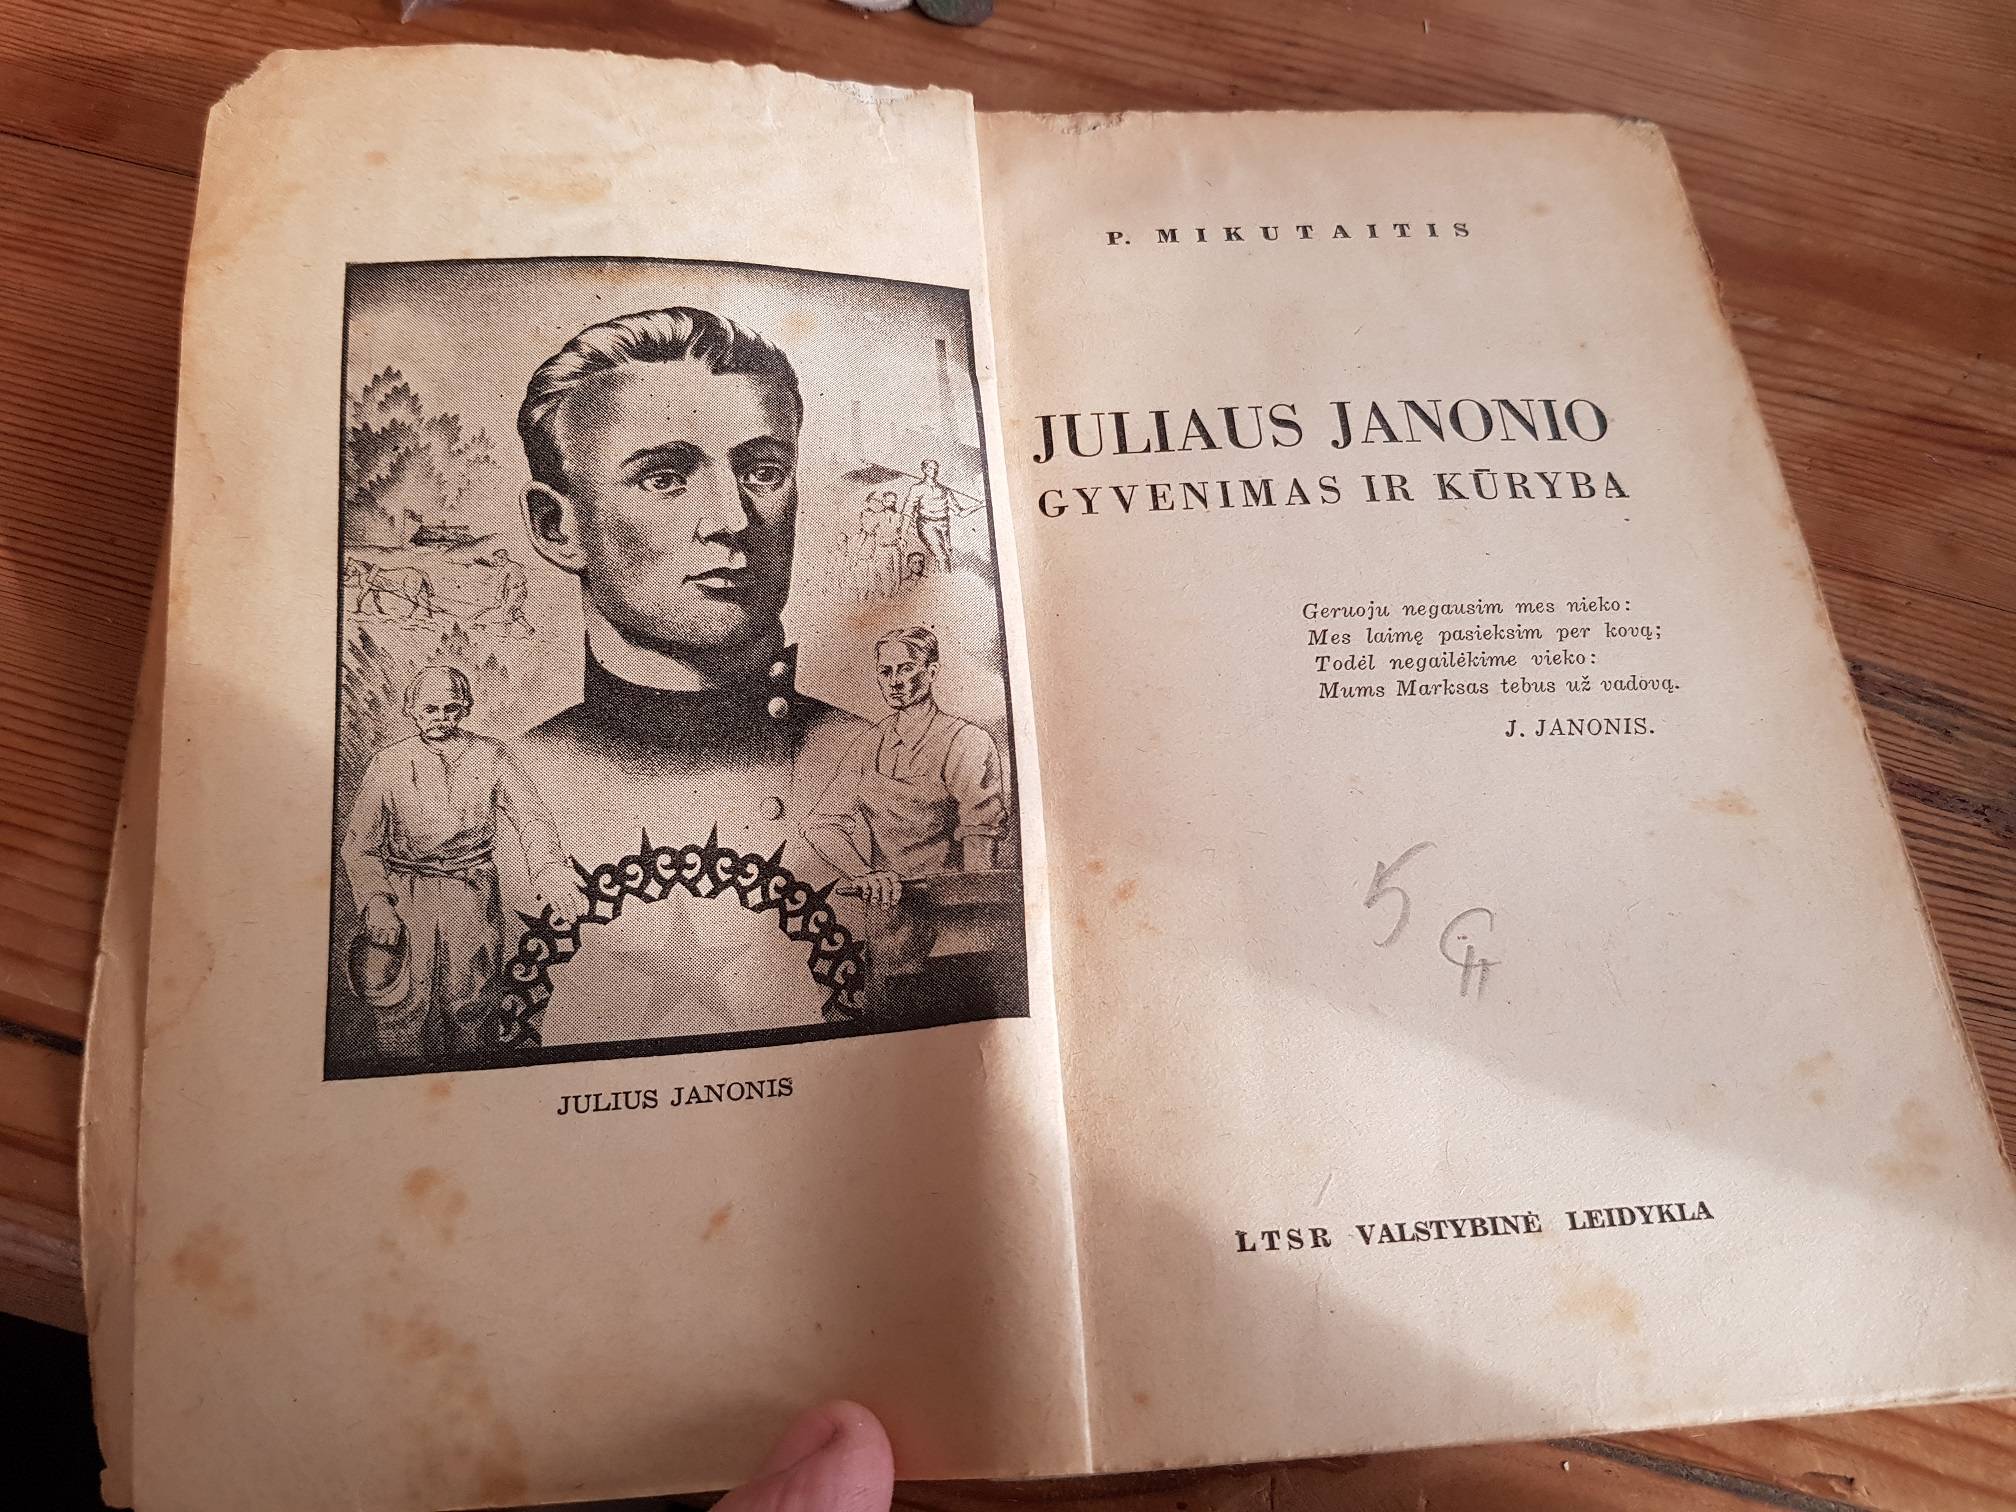 JULIUS JANONIS
P. MIKUTAITIS
JULIAUS JANONIO
GYVENIMAS IR KŪRYBA
Geruoju negausim mes nieko:
Mes laimę pasieksim per kovą;
Todėl negailėkime vieko:
Mums Marksas tebus už vadovą.
J. JANONIS.
5
LTSR VALSTYBINĖ LEIDYKLA